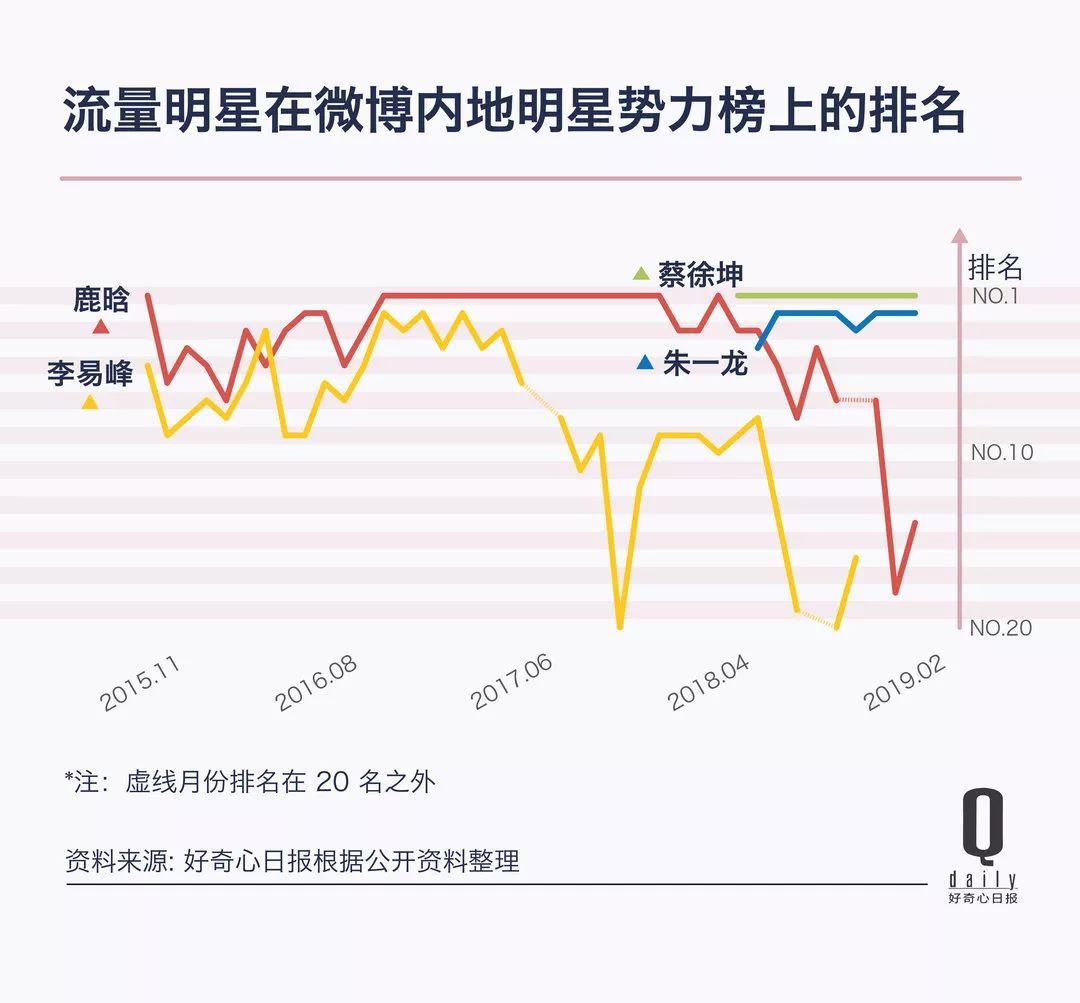 流量明星在微博内地明星势力榜上的排名
排名
鹿晗
蔡徐坤
NO.1
李易峰
朱一龙
NO.10
NO.20
2015.11
2016.08
2017.06
2018.04
2019.02
*注：虚线月份排名在 20 名之外
资料来源: 好奇心日报根据公开资料整理
Q
daily
好奇心日报